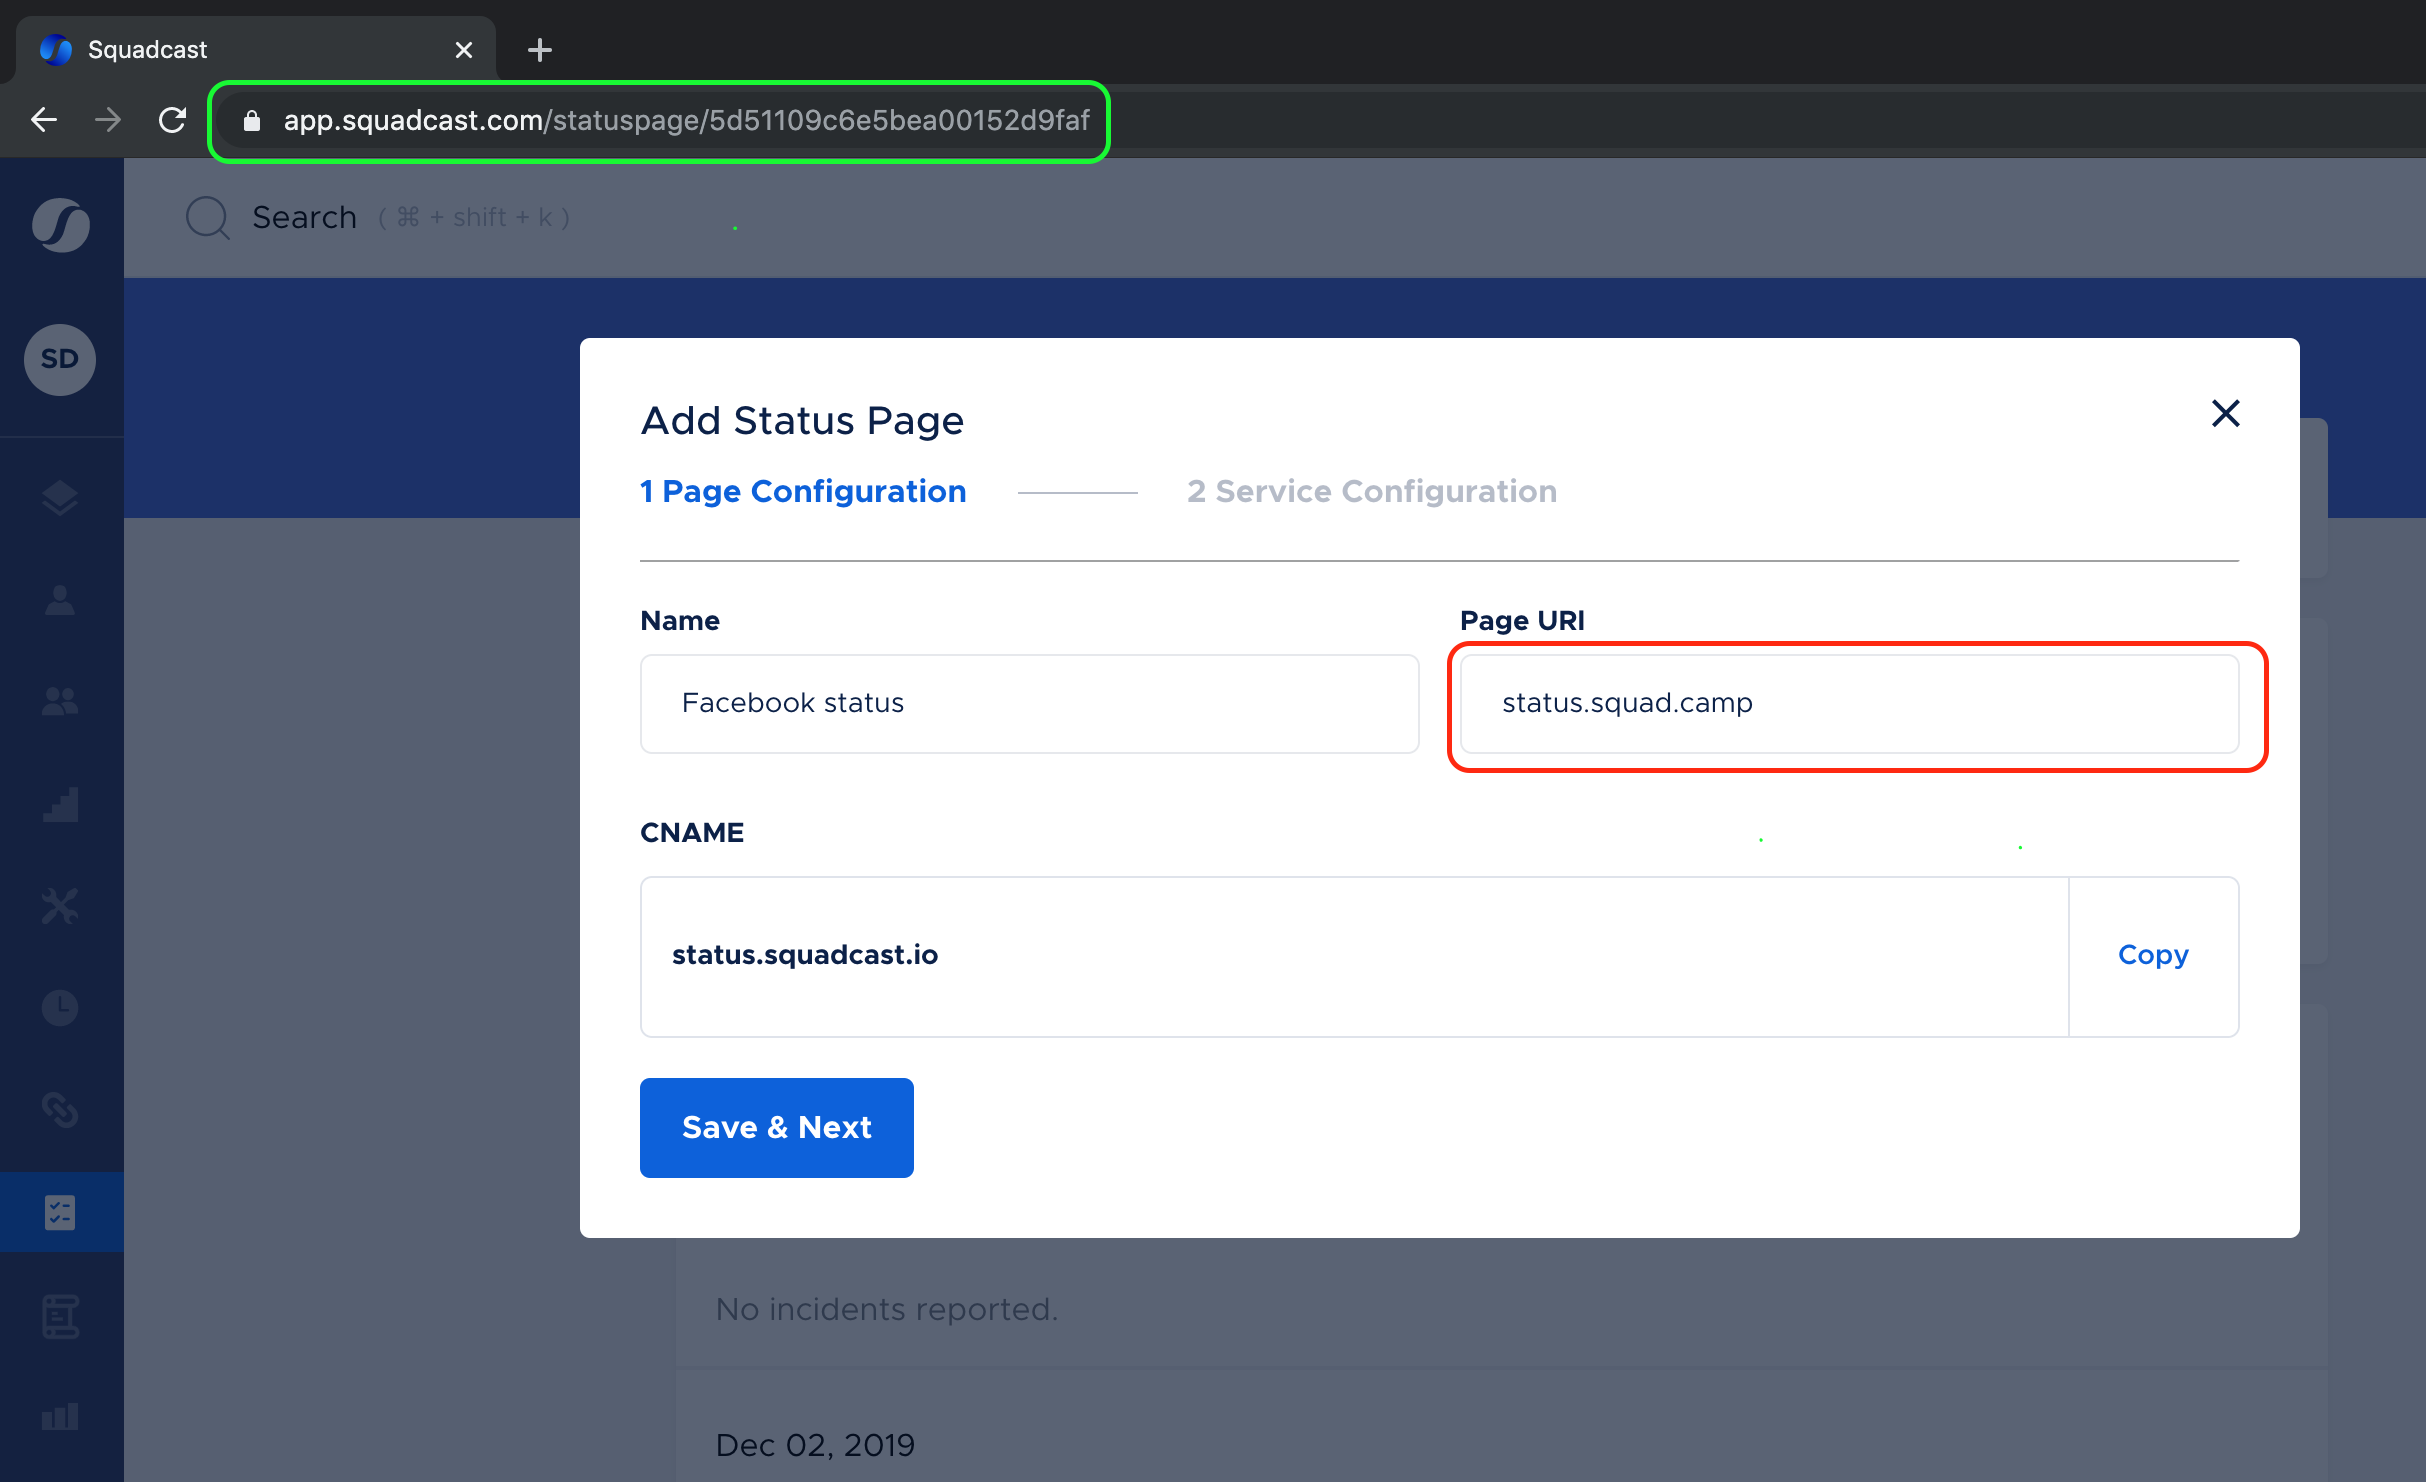 Squadcast
app.squadcast.com/statuspage/5d51109c6e5bea00152d9faf
Search ( ⌘ + shift + k )
SD
Add Status Page
1 Page Configuration
2 Service Configuration
Name
Page URI
Facebook status
status.squad.camp
CNAME
status.squadcast.io
Copy
Save & Next
No incidents reported.
Dec 02, 2019